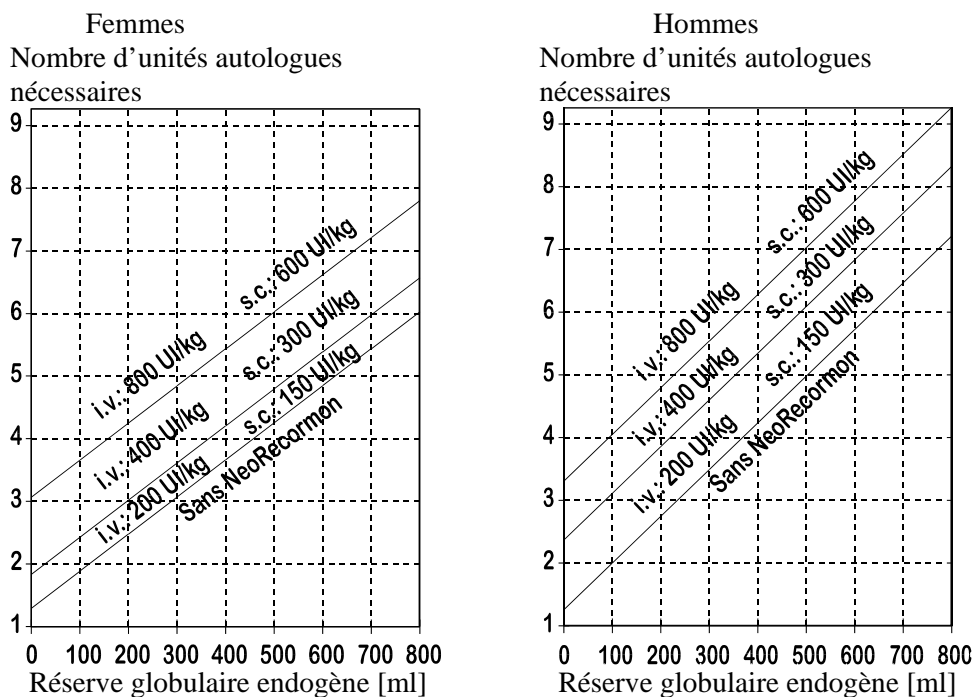 Femmes
Nombre d’unités autologues
nécessaires
9
8
7
6
5
4
3
2
1
i.v.: 800 UI/kg
s.c.: 600 UI/kg
i.v.: 400 UI/kg
s.c.: 300 UI/kg
i.v.: 200 UI/kg
s.c.: 150 UI/kg
Sans NeoRecormon
0 100 200 300 400 500 600 700 800
Réserve globulaire endogène [ml]
Hommes
Nombre d’unités autologues
nécessaires
9
8
7
6
5
4
3
2
1
i.v.: 800 UI/kg
s.c.: 600 UI/kg
i.v.: 400 UI/kg
s.c.: 300 UI/kg
i.v.: 200 UI/kg
s.c.: 150 UI/kg
Sans NeoRecormon
0 100 200 300 400 500 600 700 800
Réserve globulaire endogène [ml]